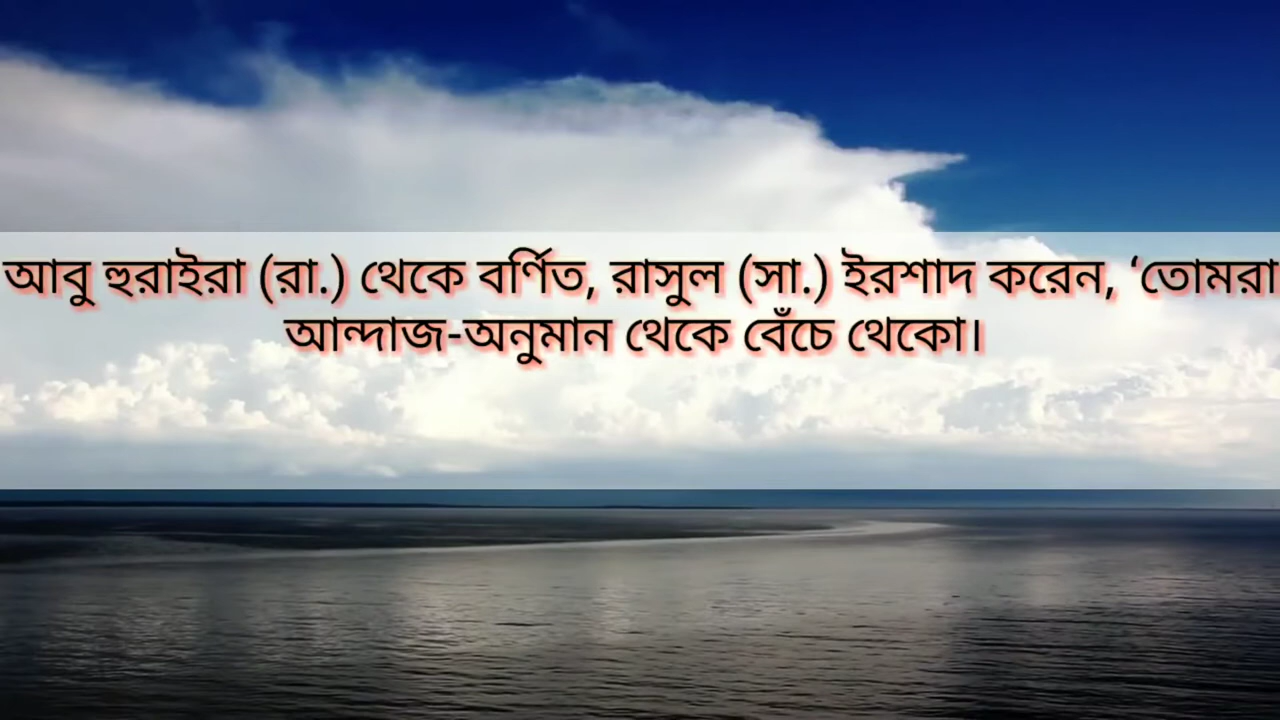 আবু হুরাইরা (রা.) থেকে বর্ণিত, রাসুল (সা.) ইরশাদ করেন, ‘তোমরা
আন্দাজ-অনুমান থেকে বেঁচে থেকো।